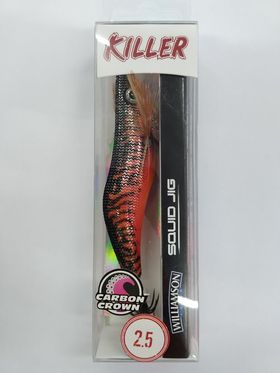 KILLER
SQUID JIG
WILLIAMSON
CARBON
CROWN
2.5